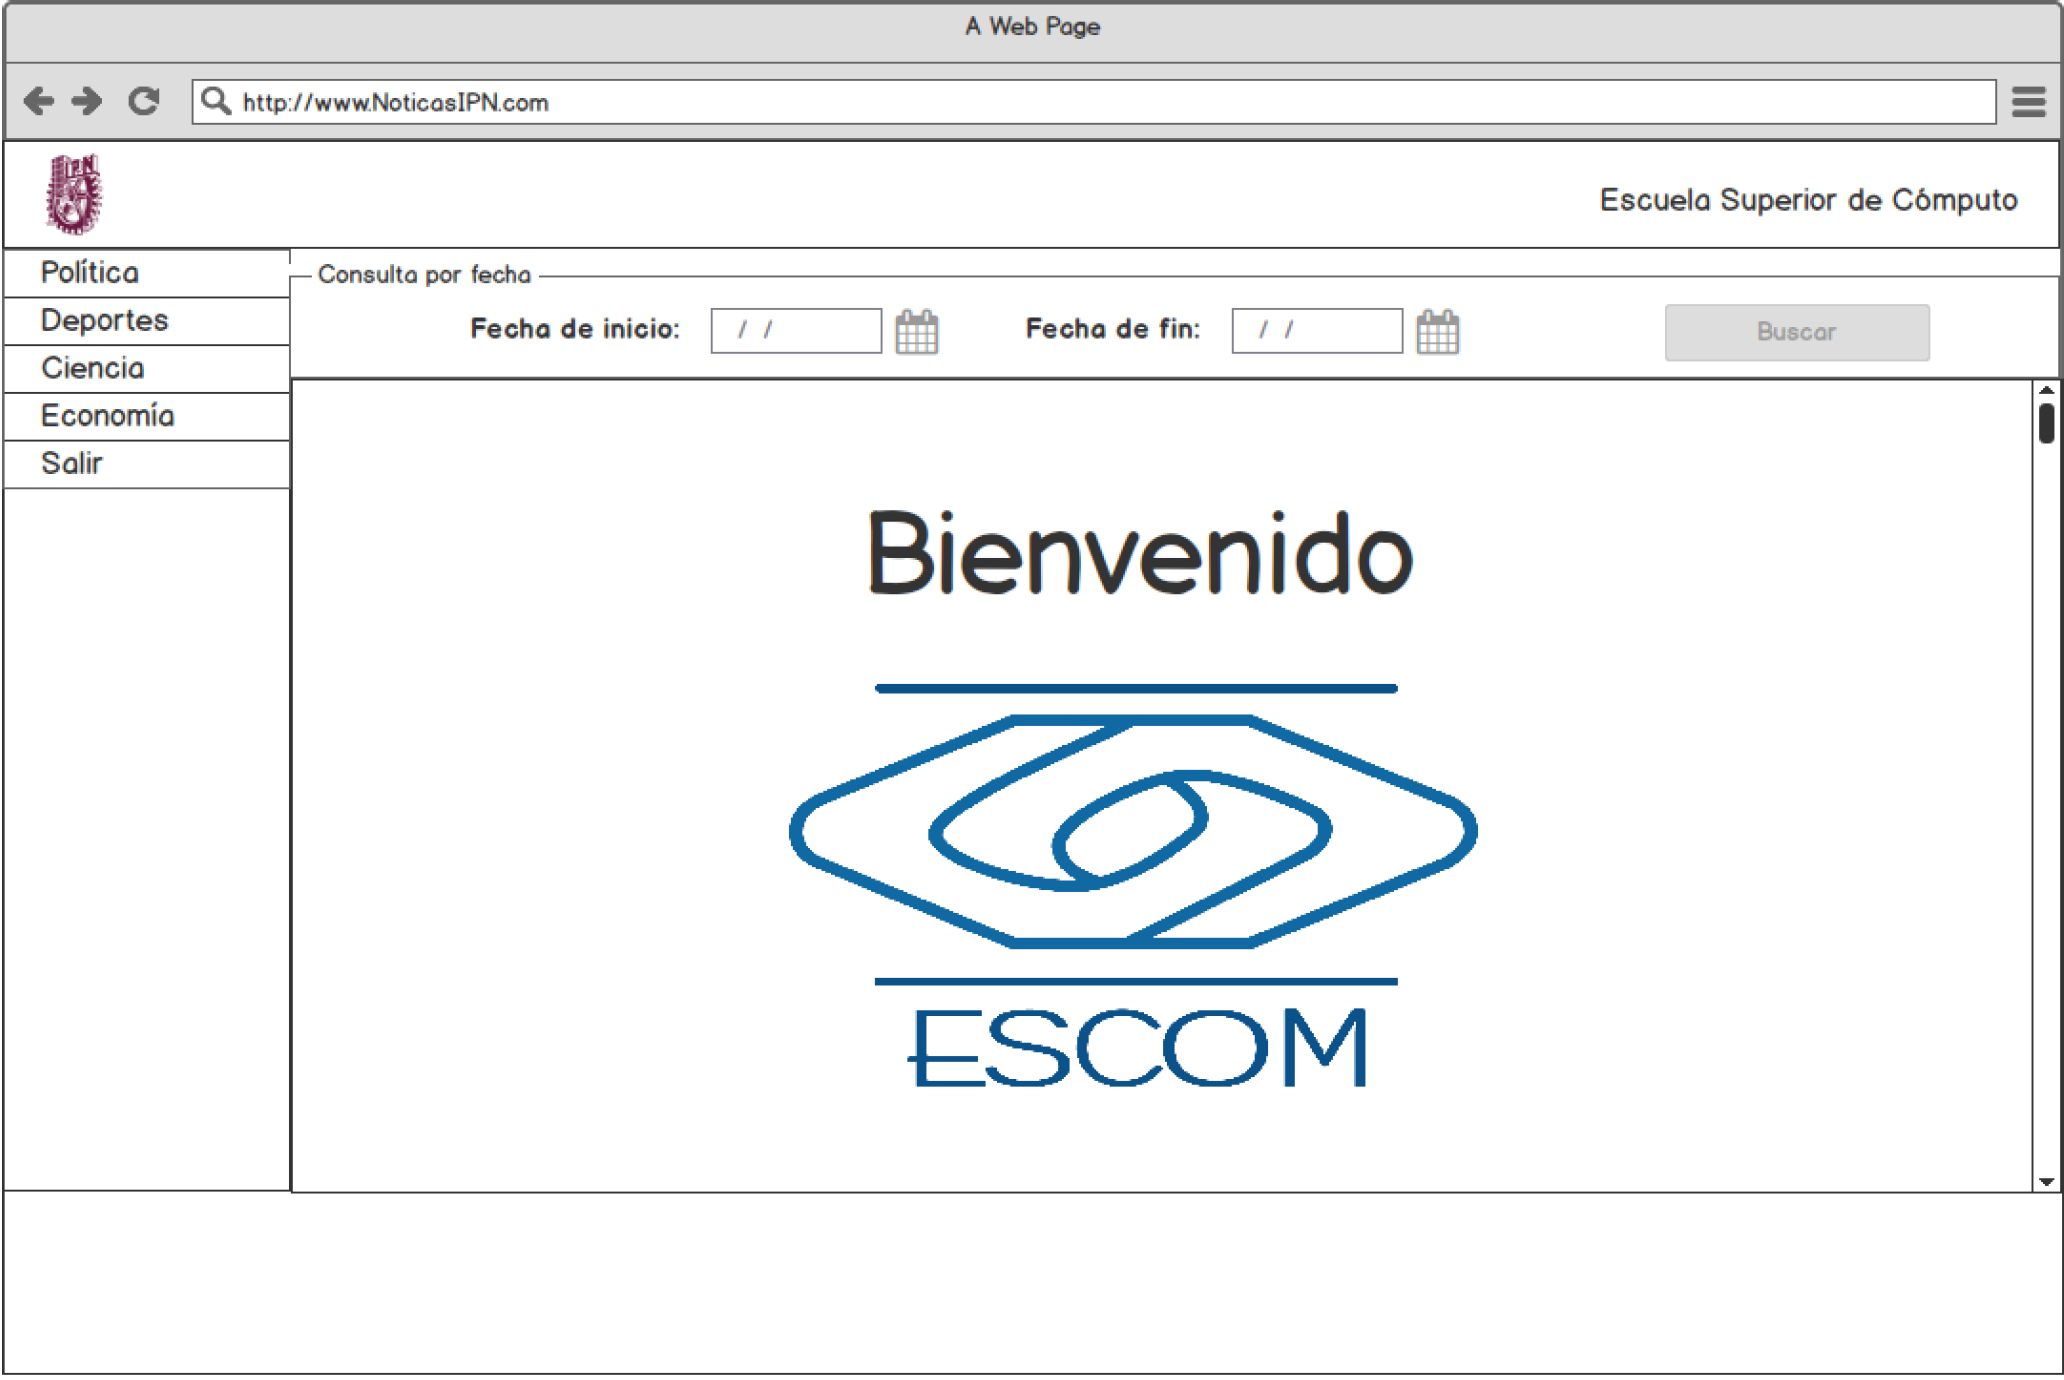 A Web Page
http://www.NoticasIPN.com
IPN
Escuela Superior de Cómputo
Política
Deportes
Ciencia
Economía
Salir
Consulta por fecha
Fecha de inicio: / / Fecha de fin: / / Buscar
Bienvenido
ESCOM